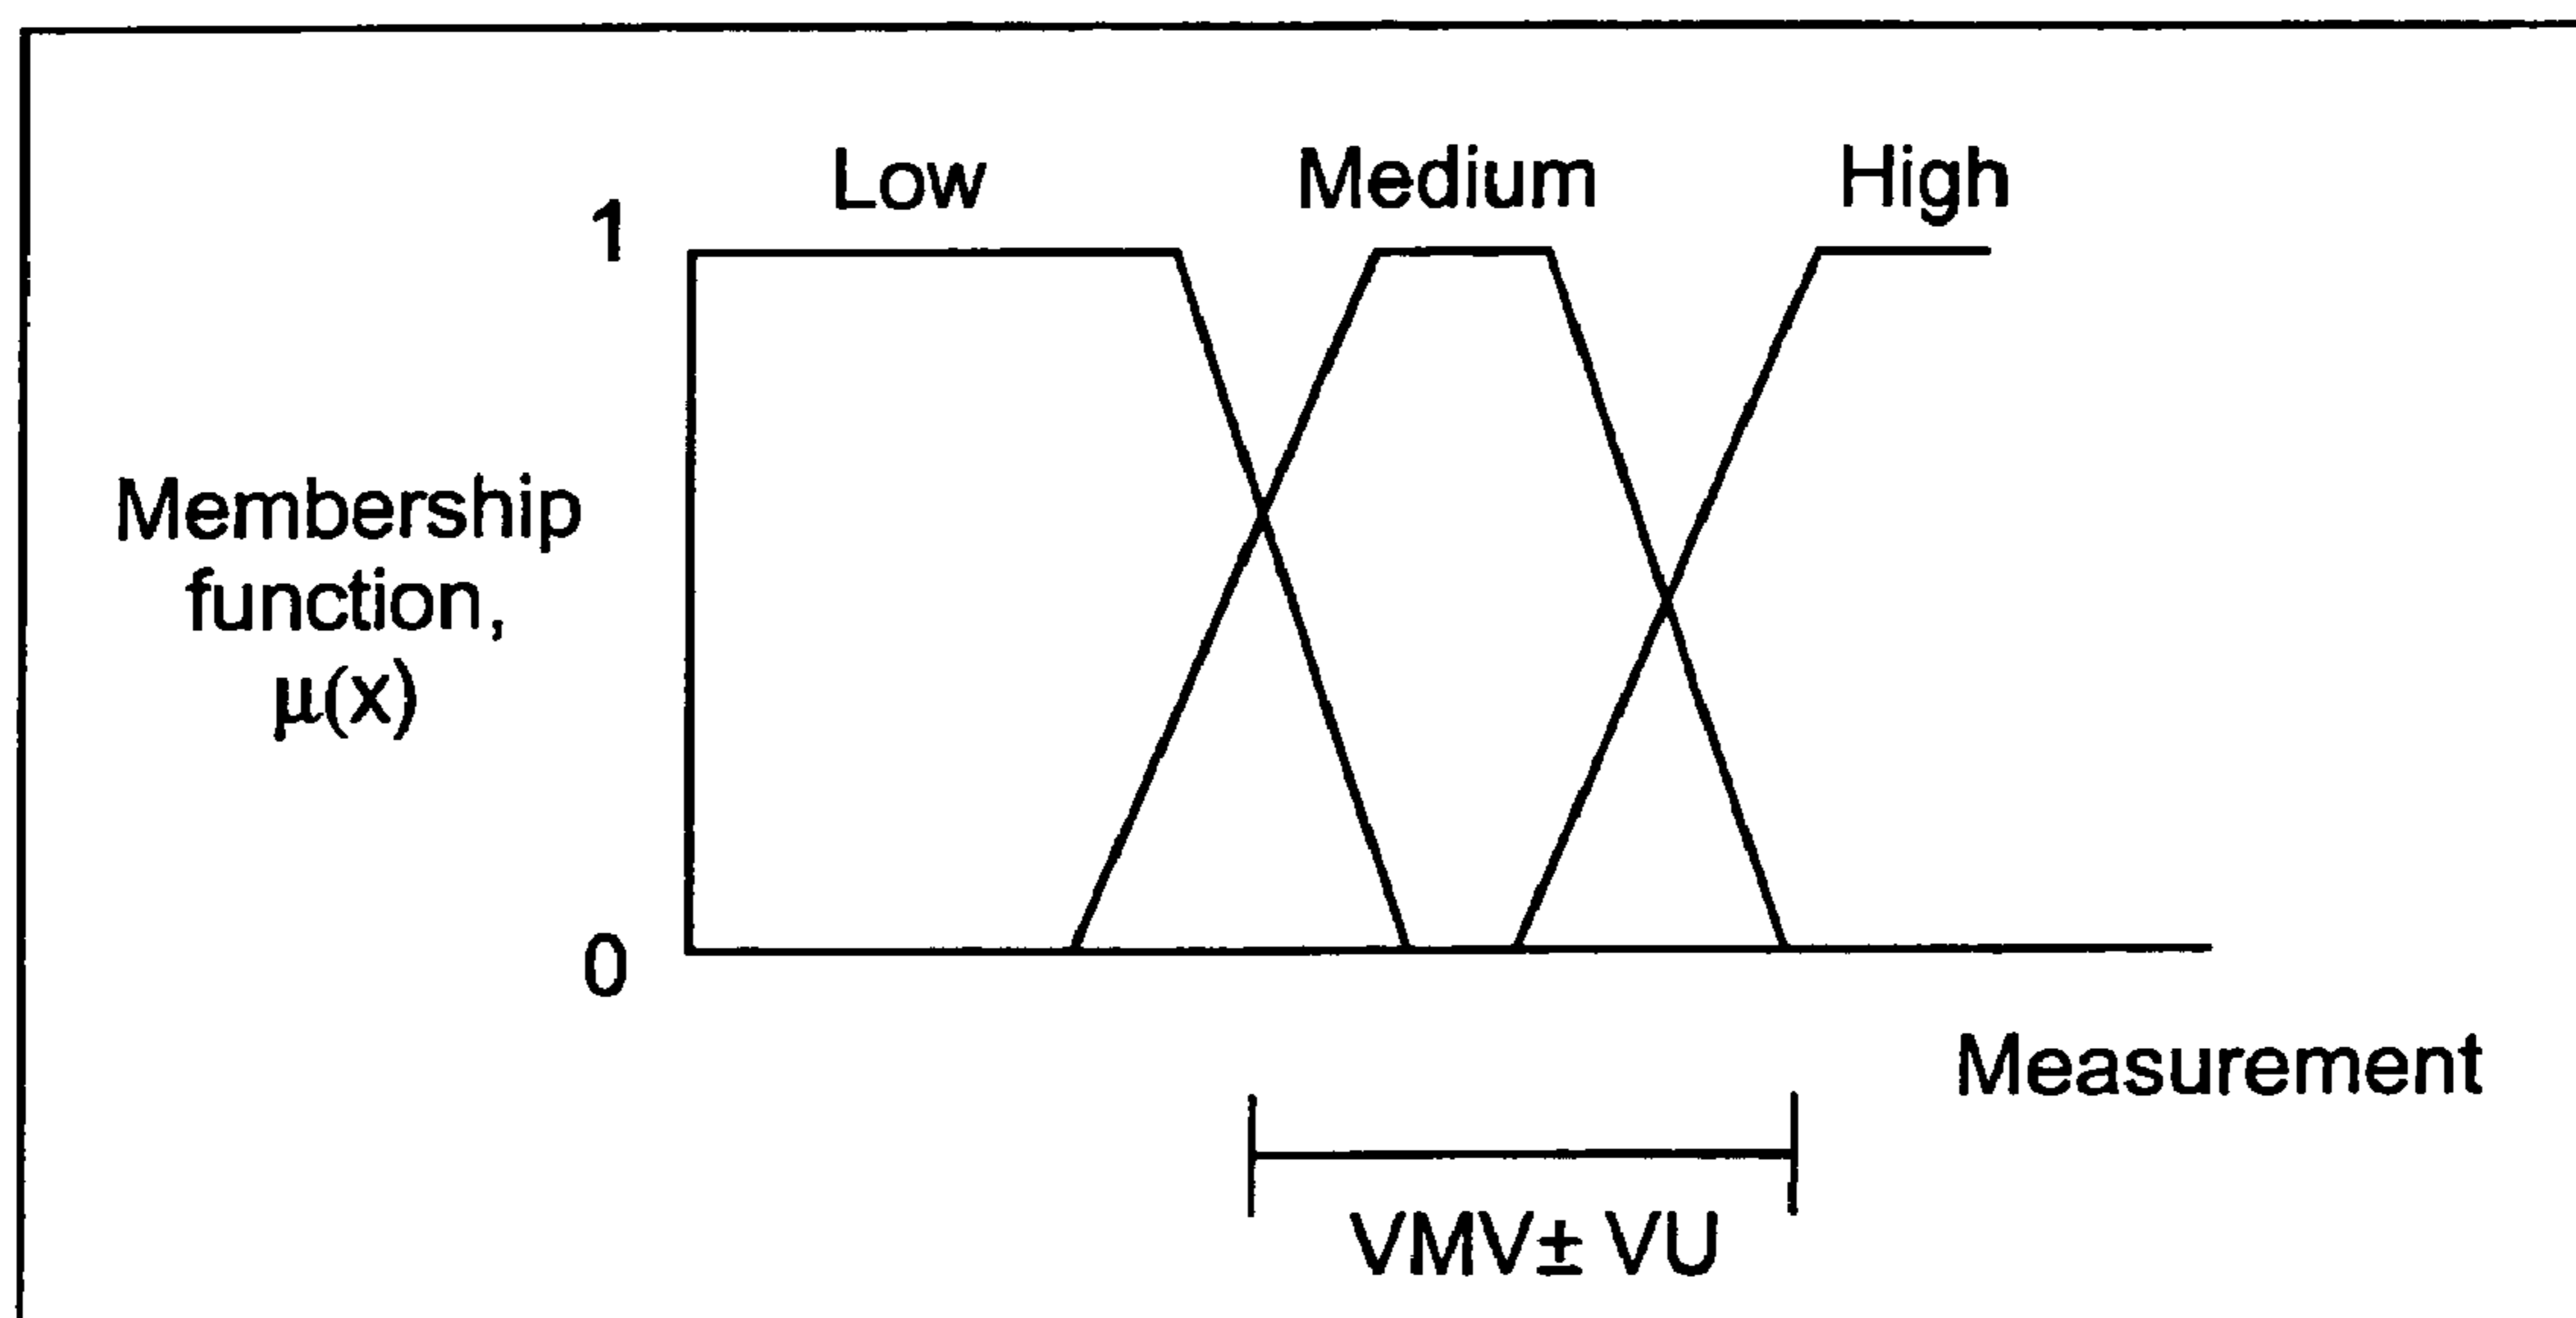 Low Medium High
1
Membership
function,
μ(x)
0
Measurement
VMV± VU